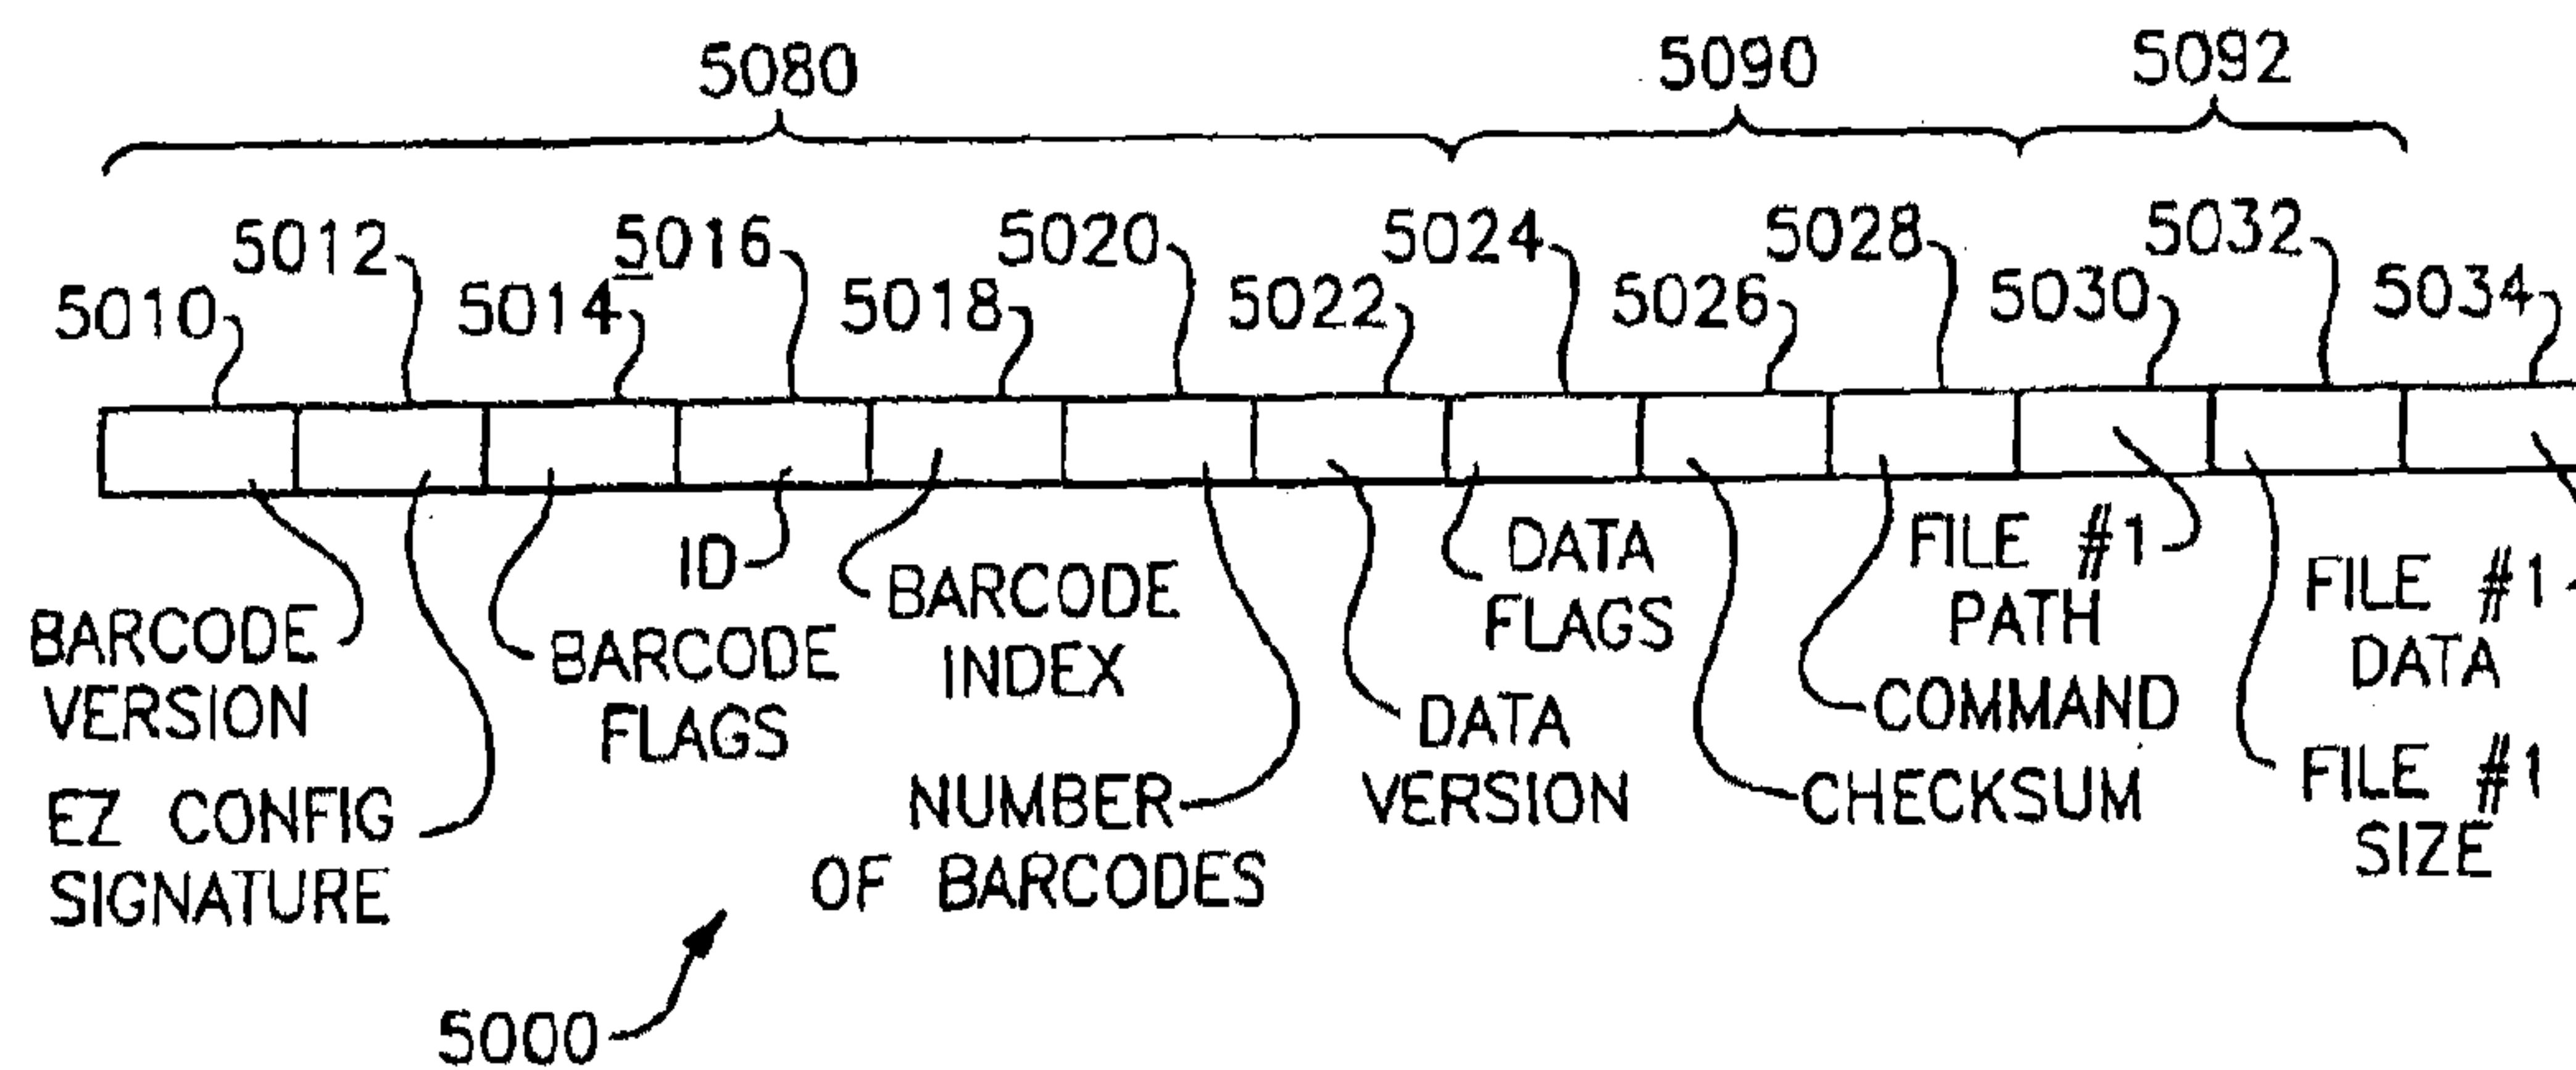 5080
5090
5092
5012
5016
5020
5024
5028
5032
5010
5014
5018
5022
5026
5030
5034
BARCODE
VERSION
EZ CONFIG
SIGNATURE
BARCODE
FLAGS
ID
BARCODE
INDEX
NUMBER
OF BARCODES
DATA
VERSION
DATA
FLAGS
CHECKSUM
COMMAND
FILE #1
PATH
FILE #1
SIZE
FILE #1
DATA
5000